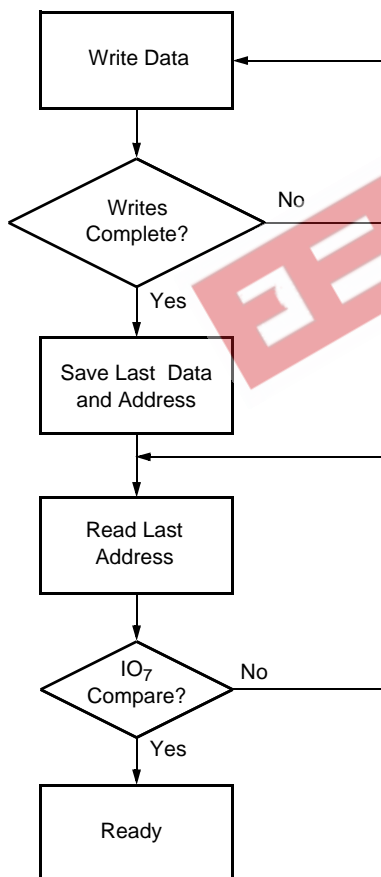 Write Data
Writes
No
Complete?
Yes
Save Last Data
and Address
Read Last
Address
IO7
No
Compare?
Yes
Ready